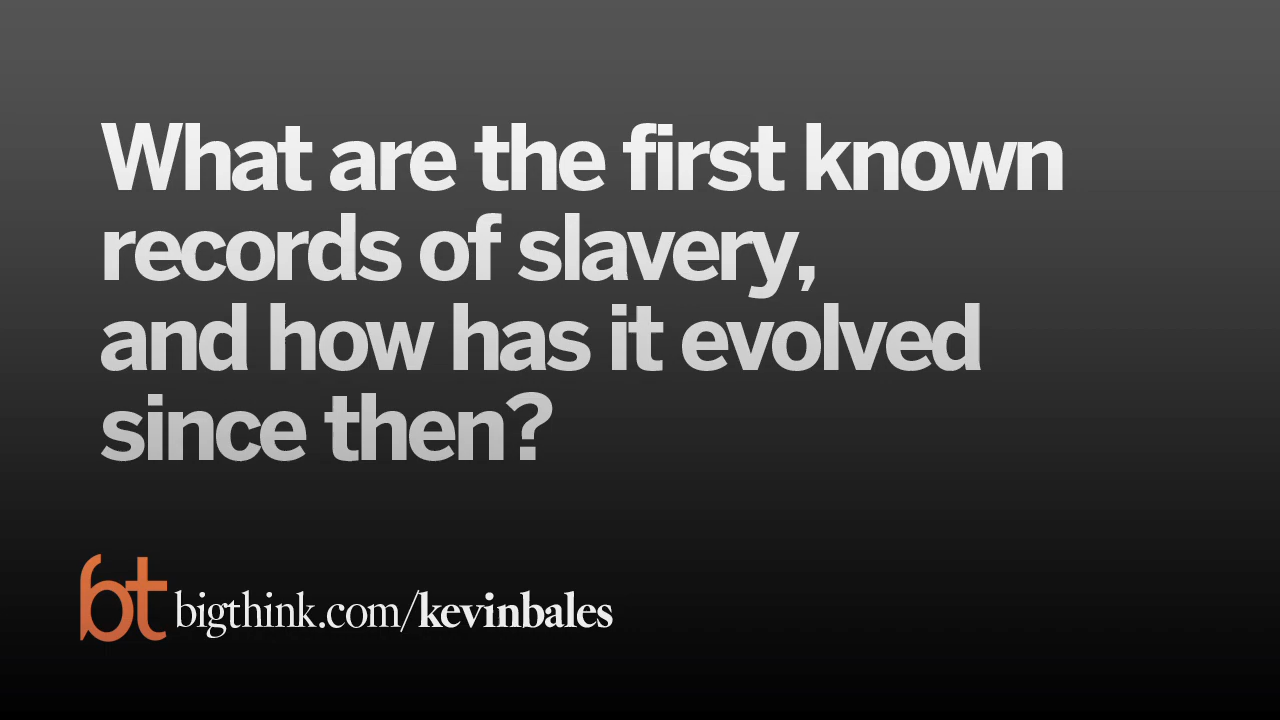 What are the first known
records of slavery,
and how has it evolved
since then?
bt bigthink.com/kevinbales